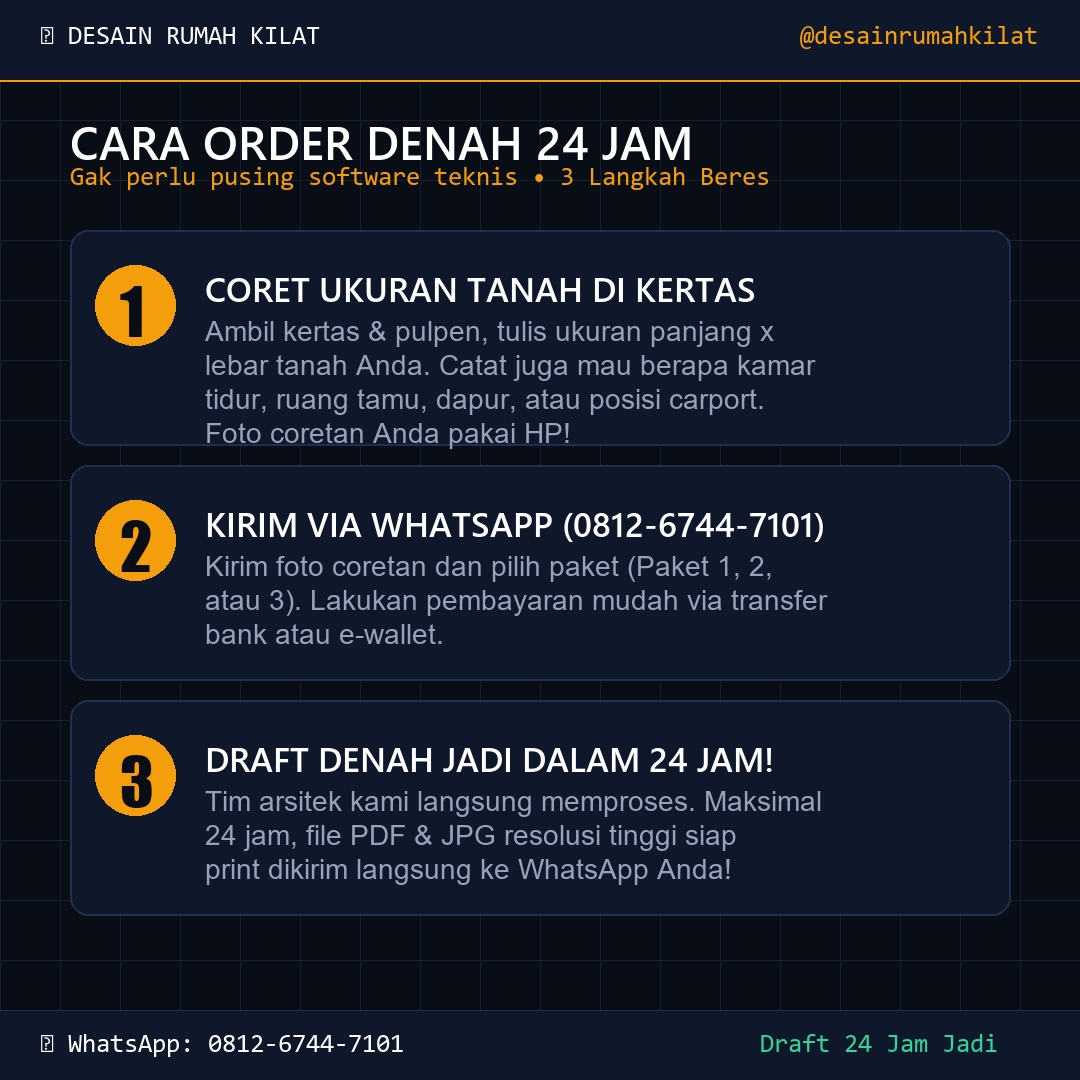 DESAIN RUMAH KILAT
@desainrumahkilat
CARA ORDER DENAH 24 JAM
Gak perlu pusing software teknis • 3 Langkah Beres
1
CORET UKURAN TANAH DI KERTAS
Ambil kertas & pulpen, tulis ukuran panjang x
lebar tanah Anda. Catat juga mau berapa kamar
tidur, ruang tamu, dapur, atau posisi carport.
Foto coretan Anda pakai HP!
2
KIRIM VIA WHATSAPP (0812-6744-7101)
Kirim foto coretan dan pilih paket (Paket 1, 2,
atau 3). Lakukan pembayaran mudah via transfer
bank atau e-wallet.
3
DRAFT DENAH JADI DALAM 24 JAM!
Tim arsitek kami langsung memproses. Maksimal
24 jam, file PDF & JPG resolusi tinggi siap
print dikirim langsung ke WhatsApp Anda!
WhatsApp: 0812-6744-7101
Draft 24 Jam Jadi